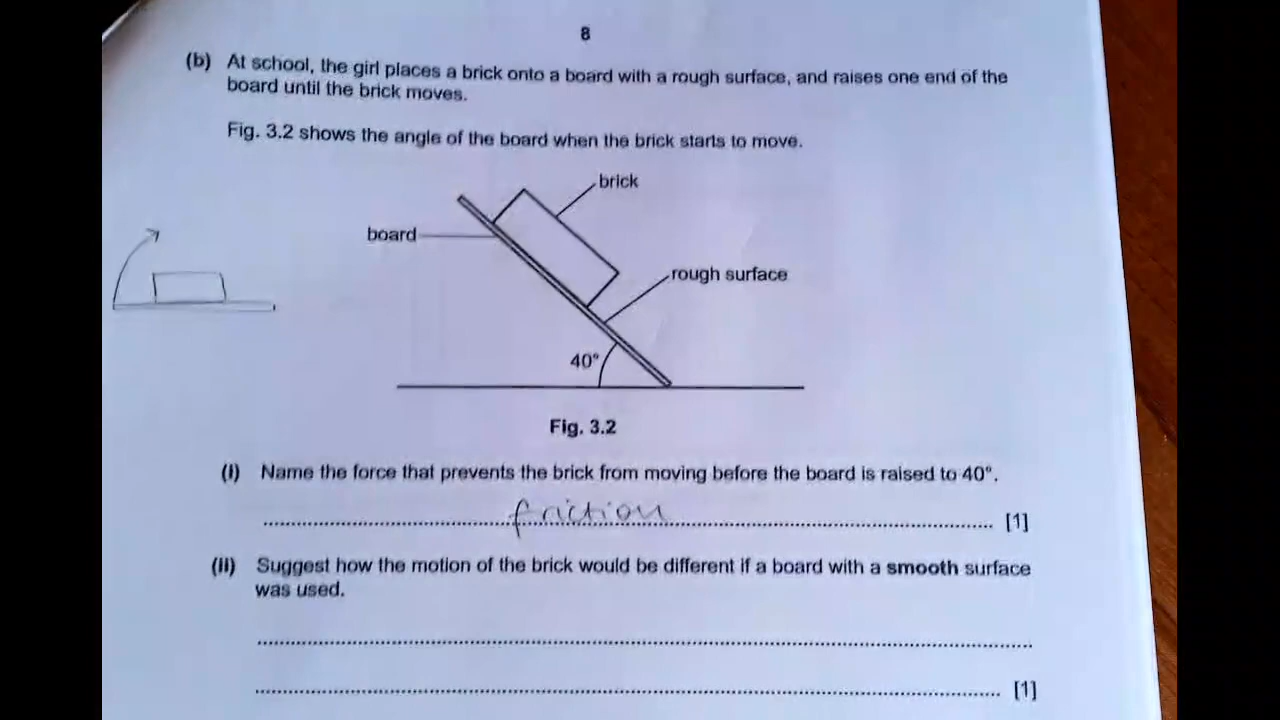 8
(b) At school, the girl places a brick onto a board with a rough surface, and raises one end of the
board until the brick moves.
Fig. 3.2 shows the angle of the board when the brick starts to move.
brick
board
rough surface
40°
Fig. 3.2
(i) Name the force that prevents the brick from moving before the board is raised to 40°.
friction
[1]
(ii) Suggest how the motion of the brick would be different if a board with a smooth surface
was used.
[1]